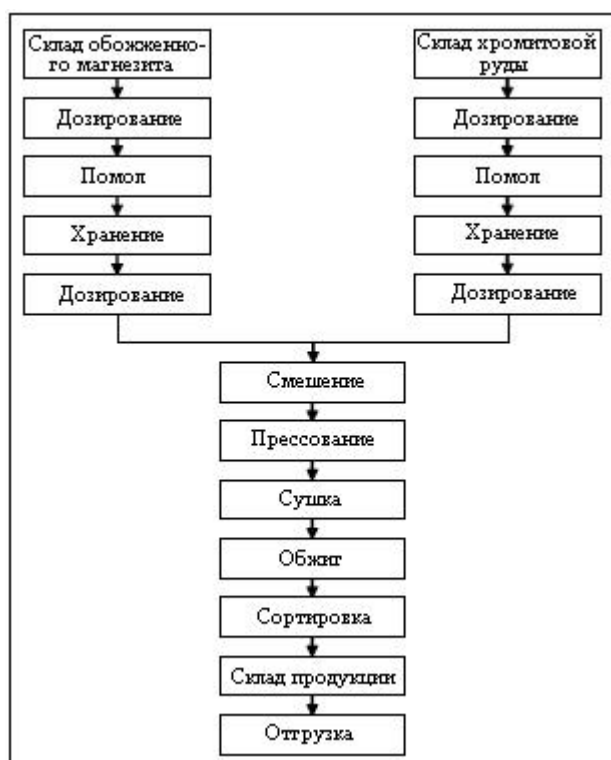 Склад обожженно-
го магнезита
Дозирование
Помол
Хранение
Дозирование
Склад хромитовой
руды
Дозирование
Помол
Хранение
Дозирование
Смешение
Прессование
Сушка
Обжиг
Сортировка
Склад продукции
Отгрузка